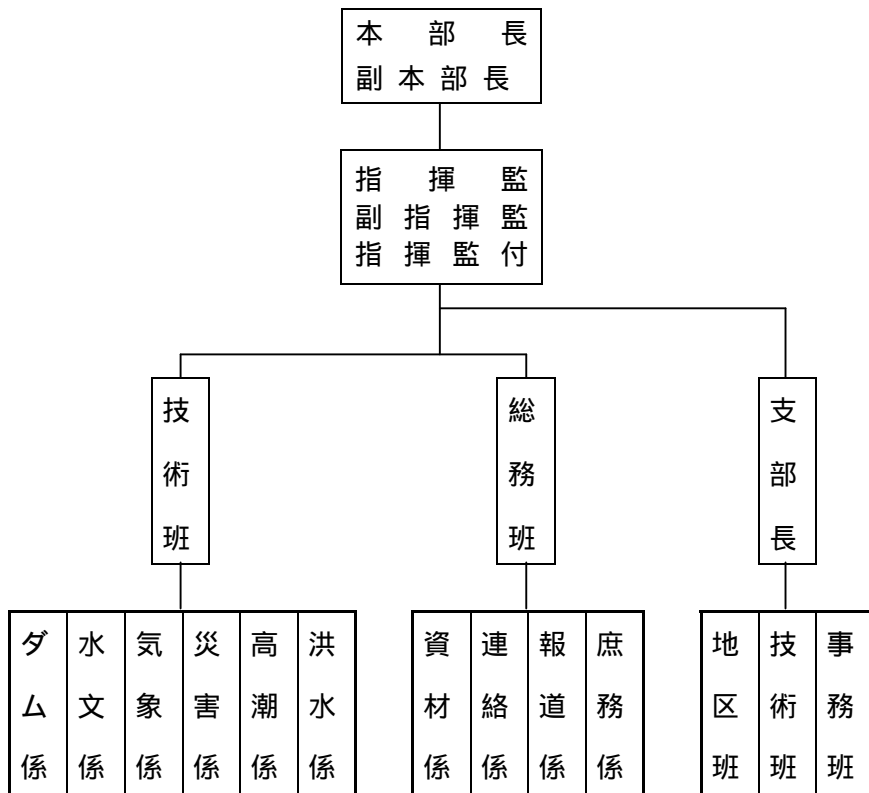 本部長
副本部長
指揮監
副指揮監
指揮監付
技術班
総務班
支部長
ダム係
水文係
気象係
災害係
高潮係
洪水係
資材係
連絡係
報道係
庶務係
地区班
技術班
事務班